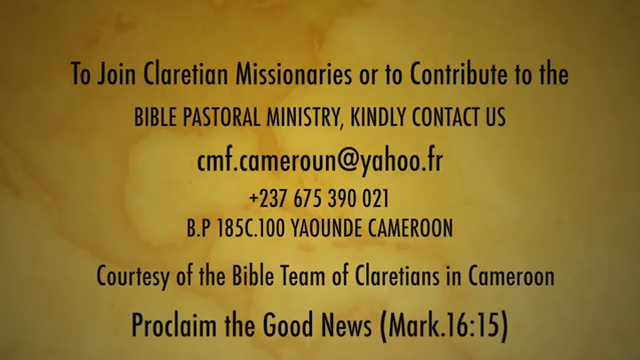 To Join Claretian Missionaries or to Contribute to the
BIBLE PASTORAL MINISTRY, KINDLY CONTACT US
cmf.cameroun@yahoo.fr
+237 675 390 021
B.P 185C.100 YAOUNDE CAMEROON
Courtesy of the Bible Team of Claretians in Cameroon
Proclaim the Good News (Mark.16:15)